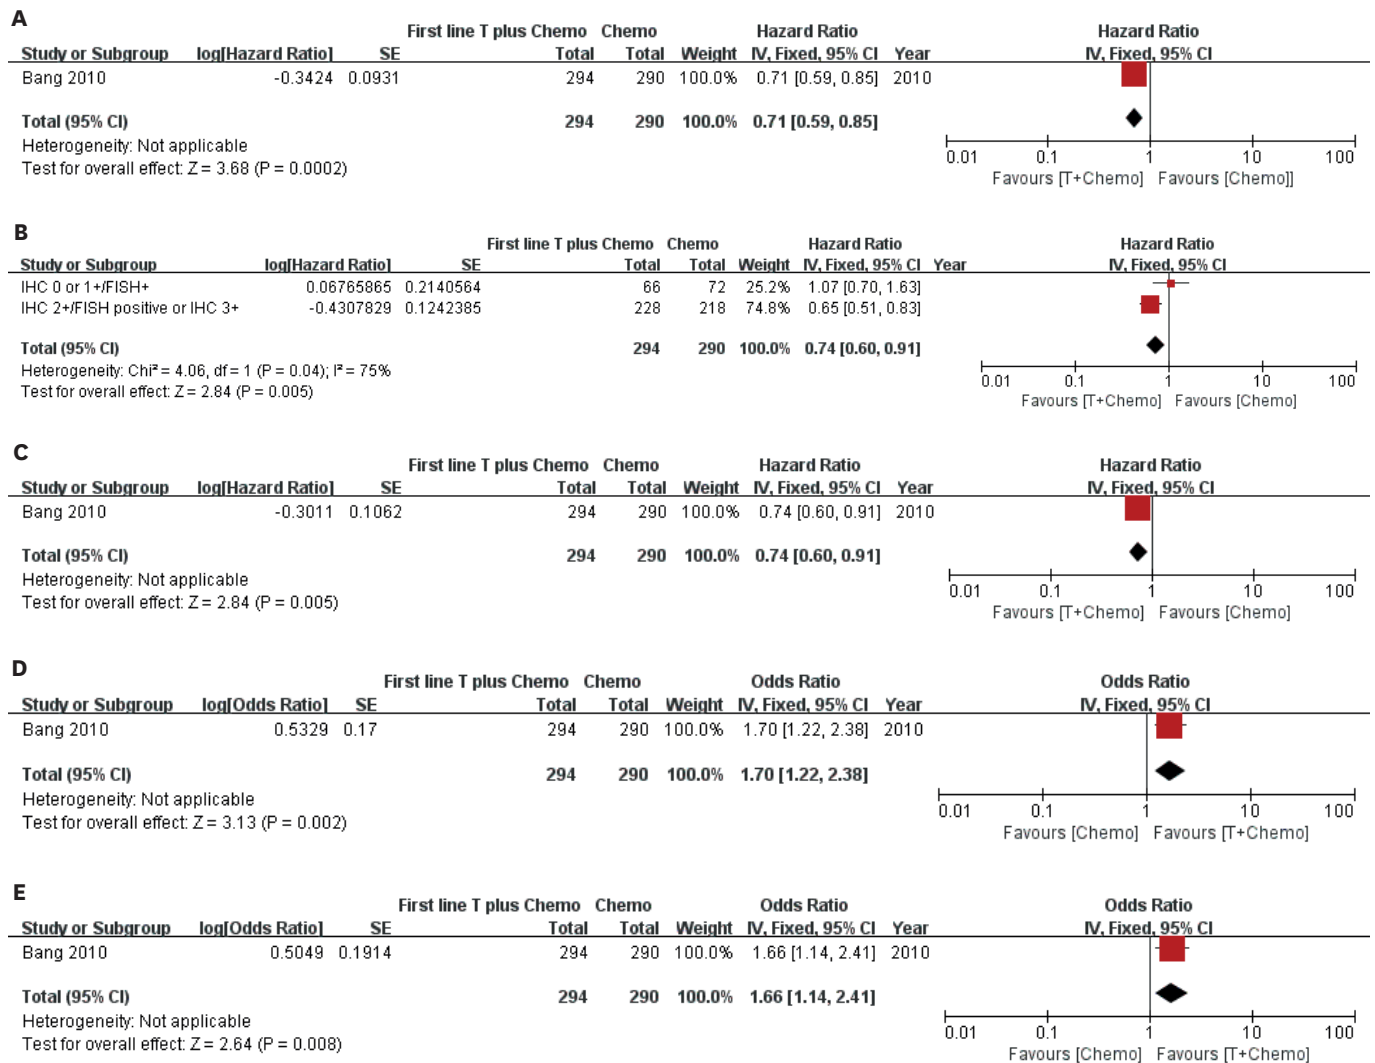 A
First line T plus Chemo Chemo Hazard Ratio Hazard Ratio
Study or Subgroup log[Hazard Ratio] SE Total Total Weight IV, Fixed, 95% CI Year IV, Fixed, 95% CI
Bang 2010 -0.3424 0.0931 294 290 100.0% 0.71 [0.59, 0.85] 2010
Total (95% CI) 294 290 100.0% 0.71 [0.59, 0.85]
Heterogeneity: Not applicable
Test for overall effect: Z = 3.68 (P = 0.0002)
0.01 0.1 1 10 100
Favours [T+Chemo] Favours [Chemo]]
B
First line T plus Chemo Chemo Hazard Ratio Hazard Ratio
Study or Subgroup log[Hazard Ratio] SE Total Total Weight IV, Fixed, 95% CI Year IV, Fixed, 95% CI
IHC 0 or 1+/FISH+ 0.06765865 0.2140564 66 72 25.2% 1.07 [0.70, 1.63]
IHC 2+/FISH positive or IHC 3+ -0.4307829 0.1242385 228 218 74.8% 0.65 [0.51, 0.83]
Total (95% CI) 294 290 100.0% 0.74 [0.60, 0.91]
Heterogeneity: Chi² = 4.06, df = 1 (P = 0.04); I² = 75%
Test for overall effect: Z = 2.84 (P = 0.005)
0.01 0.1 1 10 100
Favours [T+Chemo] Favours [Chemo]
C
First line T plus Chemo Chemo Hazard Ratio Hazard Ratio
Study or Subgroup log[Hazard Ratio] SE Total Total Weight IV, Fixed, 95% CI Year IV, Fixed, 95% CI
Bang 2010 -0.3011 0.1062 294 290 100.0% 0.74 [0.60, 0.91] 2010
Total (95% CI) 294 290 100.0% 0.74 [0.60, 0.91]
Heterogeneity: Not applicable
Test for overall effect: Z = 2.84 (P = 0.005)
0.01 0.1 1 10 100
Favours [T+Chemo] Favours [Chemo]
D
First line T plus Chemo Chemo Odds Ratio Odds Ratio
Study or Subgroup log[Odds Ratio] SE Total Total Weight IV, Fixed, 95% CI Year IV, Fixed, 95% CI
Bang 2010 0.5329 0.17 294 290 100.0% 1.70 [1.22, 2.38] 2010
Total (95% CI) 294 290 100.0% 1.70 [1.22, 2.38]
Heterogeneity: Not applicable
Test for overall effect: Z = 3.13 (P = 0.002)
0.01 0.1 1 10 100
Favours [Chemo] Favours [T+Chemo]
E
First line T plus Chemo Chemo Odds Ratio Odds Ratio
Study or Subgroup log[Odds Ratio] SE Total Total Weight IV, Fixed, 95% CI Year IV, Fixed, 95% CI
Bang 2010 0.5049 0.1914 294 290 100.0% 1.66 [1.14, 2.41] 2010
Total (95% CI) 294 290 100.0% 1.66 [1.14, 2.41]
Heterogeneity: Not applicable
Test for overall effect: Z = 2.64 (P = 0.008)
0.01 0.1 1 10 100
Favours [Chemo] Favours [T+Chemo]